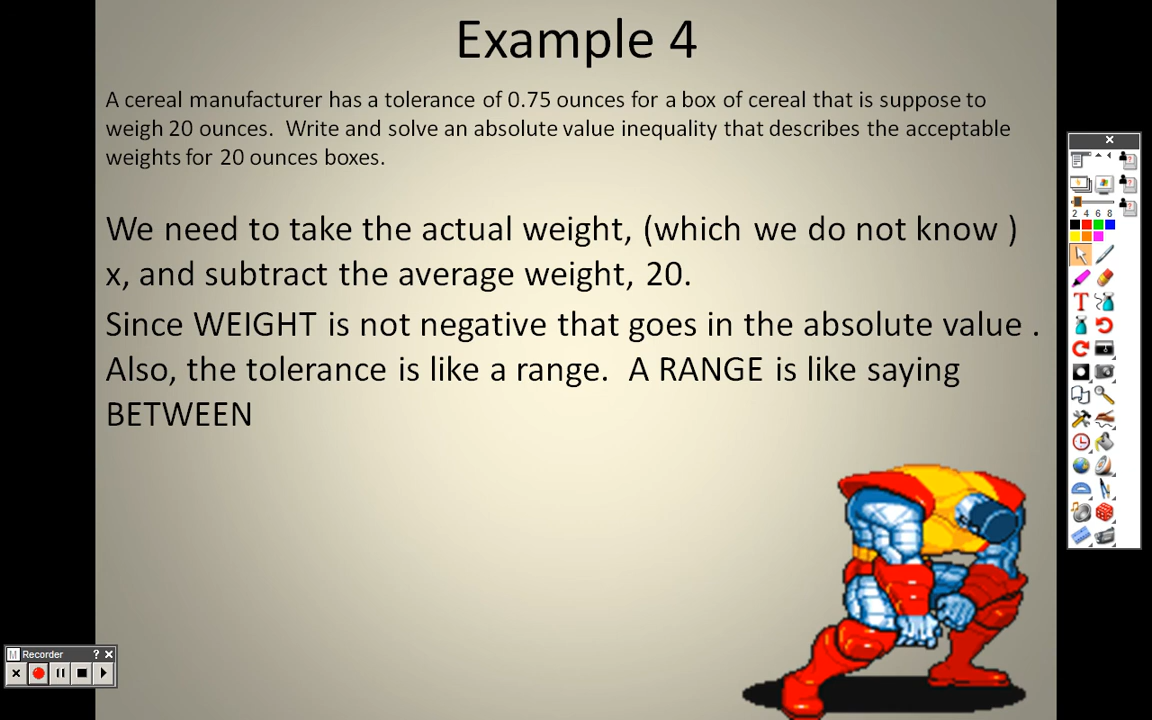 Example 4
A cereal manufacturer has a tolerance of 0.75 ounces for a box of cereal that is suppose to
weigh 20 ounces.  Write and solve an absolute value inequality that describes the acceptable
weights for 20 ounces boxes.
We need to take the actual weight, (which we do not know )
x, and subtract the average weight, 20.
Since WEIGHT is not negative that goes in the absolute value .
Also, the tolerance is like a range.  A RANGE is like saying
BETWEEN
2 4 6 8
Recorder